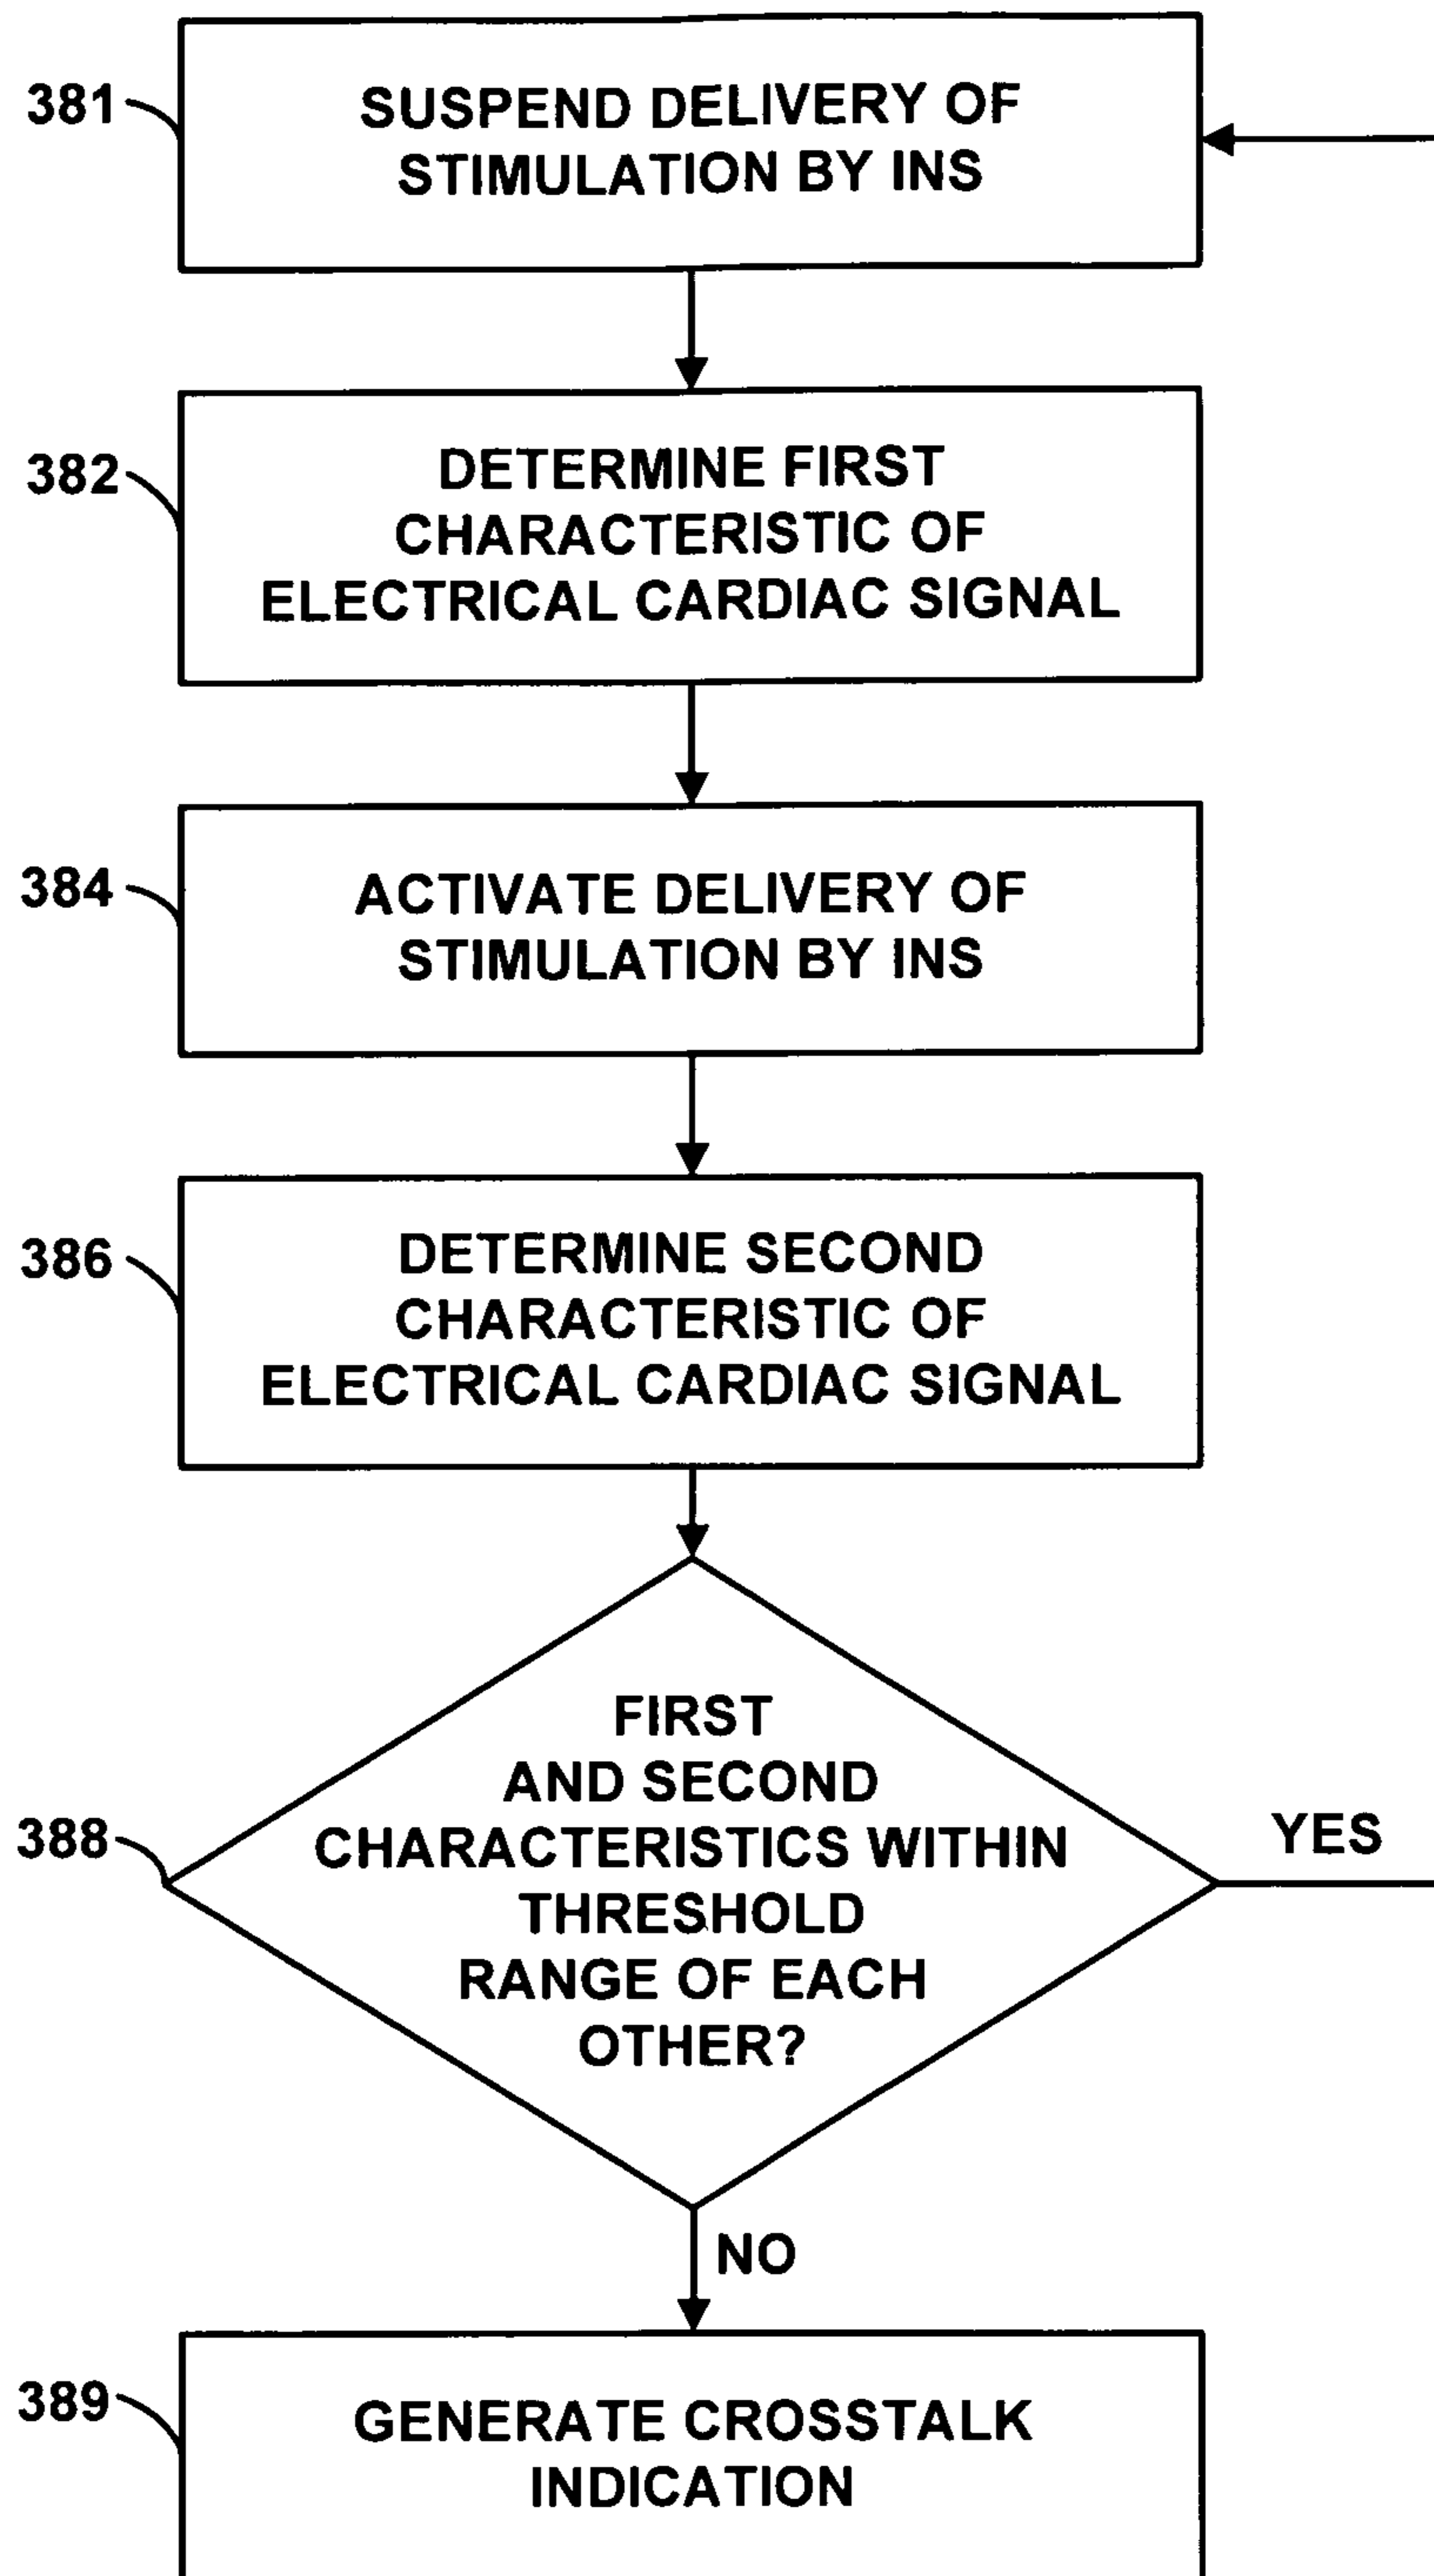 381
SUSPEND DELIVERY OF
STIMULATION BY INS
382
DETERMINE FIRST
CHARACTERISTIC OF
ELECTRICAL CARDIAC SIGNAL
384
ACTIVATE DELIVERY OF
STIMULATION BY INS
386
DETERMINE SECOND
CHARACTERISTIC OF
ELECTRICAL CARDIAC SIGNAL
388
FIRST
AND SECOND
CHARACTERISTICS WITHIN
THRESHOLD
RANGE OF EACH
OTHER?
YES
NO
389
GENERATE CROSSTALK
INDICATION